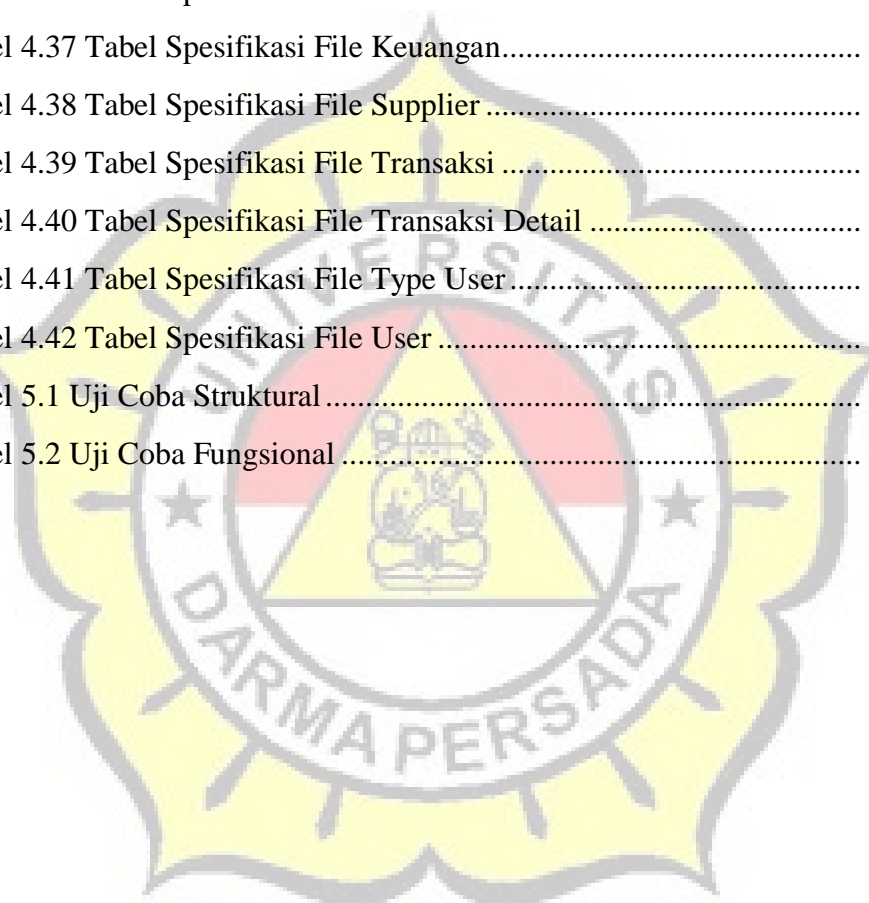 el 4.37 Tabel Spesifikasi File Keuangan............................................
el 4.38 Tabel Spesifikasi File Supplier ..............................................
el 4.39 Tabel Spesifikasi File Transaksi ............................................
el 4.40 Tabel Spesifikasi File Transaksi Detail .................................
el 4.41 Tabel Spesifikasi File Type User...........................................
el 4.42 Tabel Spesifikasi File User ....................................................
el 5.1 Uji Coba Struktural..................................................................
el 5.2 Uji Coba Fungsional ................................................................
UNIVERSITAS
DARMA PERSADA